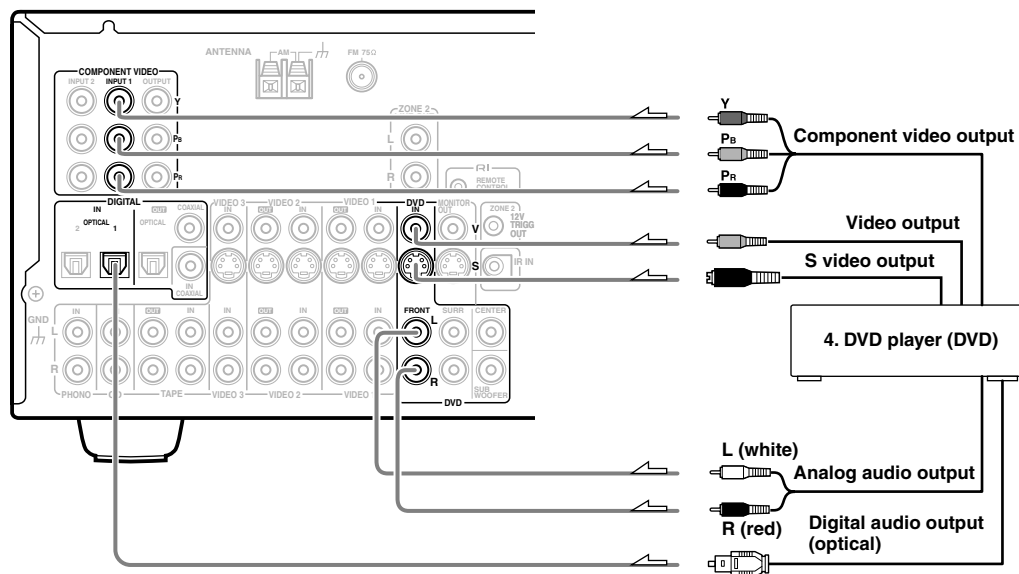 ANTENNA
AM
FM 75Ω
COMPONENT VIDEO
INPUT 2 INPUT 1 OUTPUT
Y
PB
PR
ZONE 2
L
R
RI
REMOTE CONTROL
DIGITAL
IN
OUT
COAXIAL
OPTICAL
2
1
OPTICAL
IN
COAXIAL
VIDEO 3
VIDEO 2
VIDEO 1
DVD
MONITOR
OUT
IN
OUT
IN
OUT
IN
IN
V
S
ZONE 2
12V
TRIGG
OUT
IR IN
GND
IN
IN
OUT
IN
IN
OUT
IN
OUT
IN
FRONT
SURR
CENTER
L
R
L
R
PHONO
CD
TAPE
VIDEO 3
VIDEO 2
VIDEO 1
SUB
WOOFER
DVD
Y
PB
PR
Component video output
Video output
S video output
4. DVD player (DVD)
L (white)
Analog audio output
R (red)
Digital audio output
(optical)